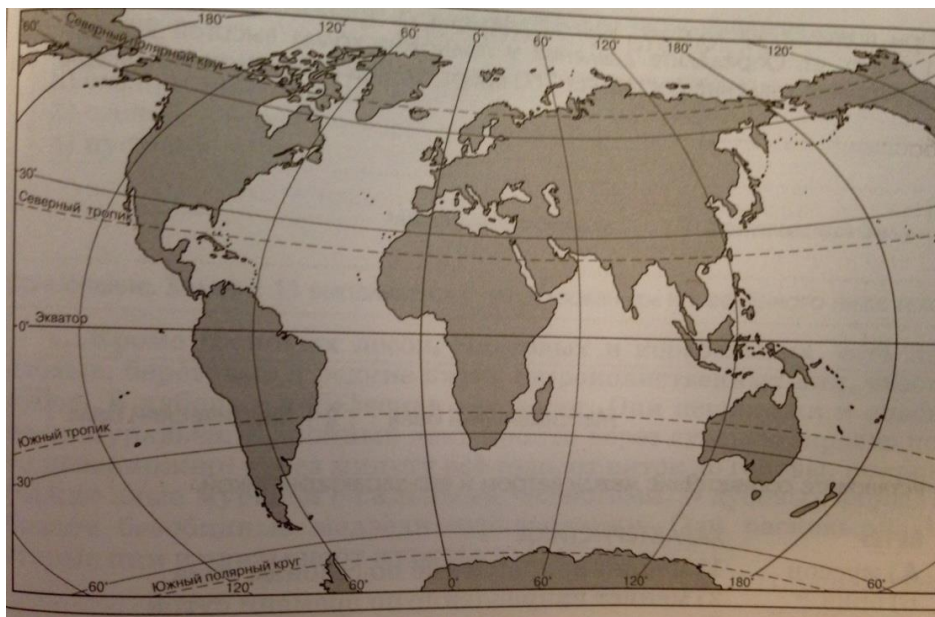 180° 120° 60° 0° 60° 120° 180° 120°
60°
Северный полярной круг
30°
Северный тропик
0° Экватор
Южный тропик
30°
Южный полярный круг
60° 120° 0° 60° 120° 180° 60°